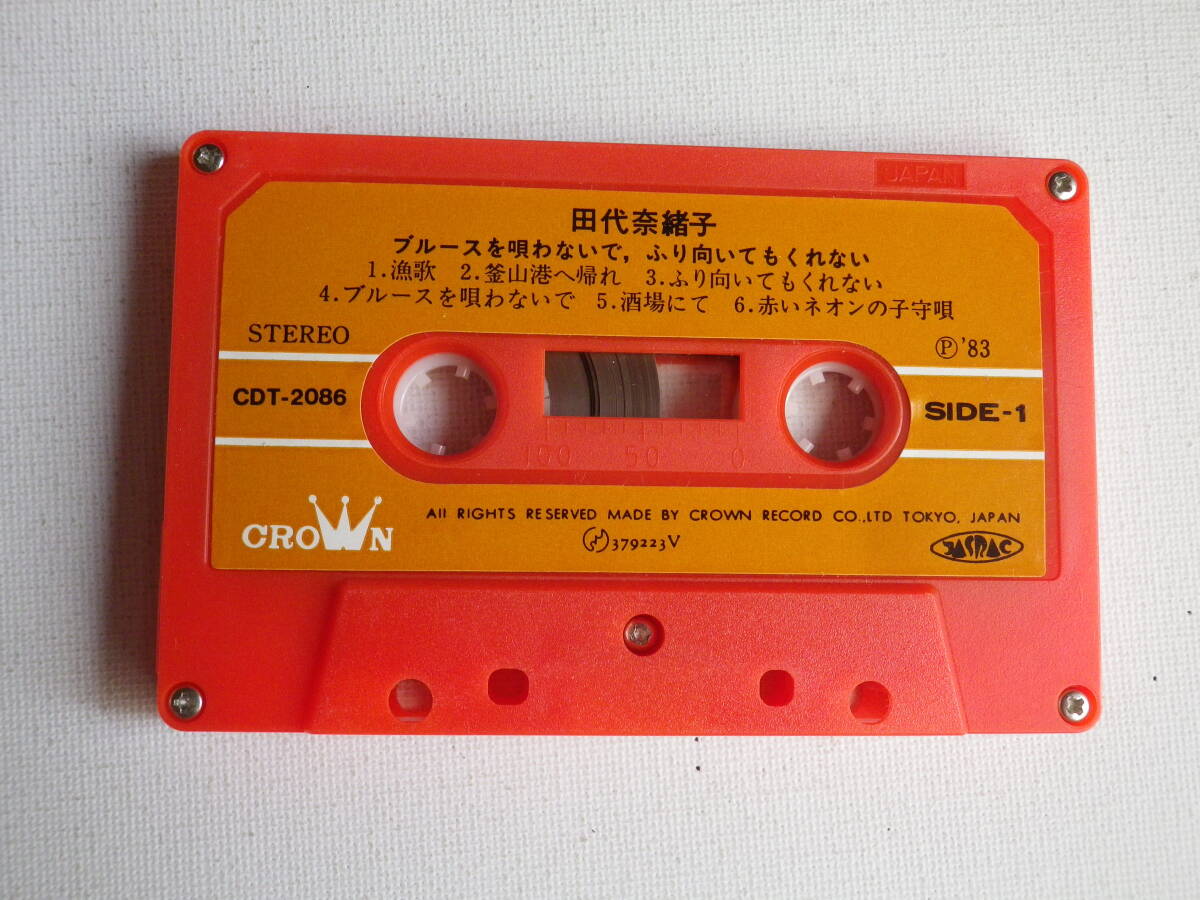 JAPAN
田代奈緒子
ブルースを唄わないで，ふり向いてもくれない
1.漁歌 2.釜山港へ帰れ 3.ふり向いてもくれない
4.ブルースを唄わないで 5.酒場にて 6.赤いネオンの子守唄
STEREO
Ⓟ'83
CDT-2086
SIDE-1
100 50 0
CROWN
All RIGHTS RESERVED MADE BY CROWN RECORD CO.,LTD TOKYO, JAPAN
379223V
JASRAC